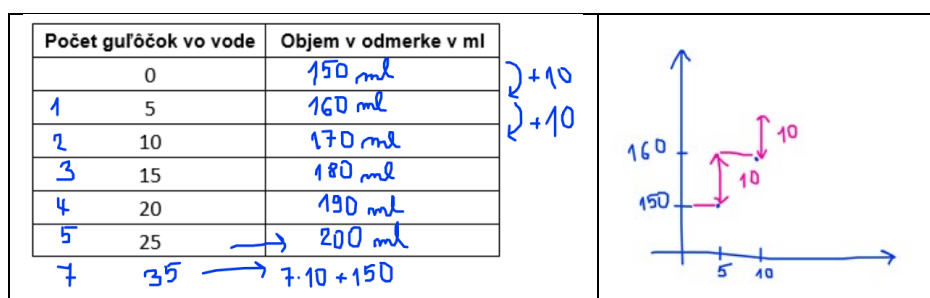 Počet guľôčok vo vode Objem v odmerke v ml
0 150 ml
1 5 160 ml
2 10 170 ml
3 15 180 ml
4 20 190 ml
5 25 200 ml
7 35 7·10+150
+10
+10
160
150
10
10
5 10